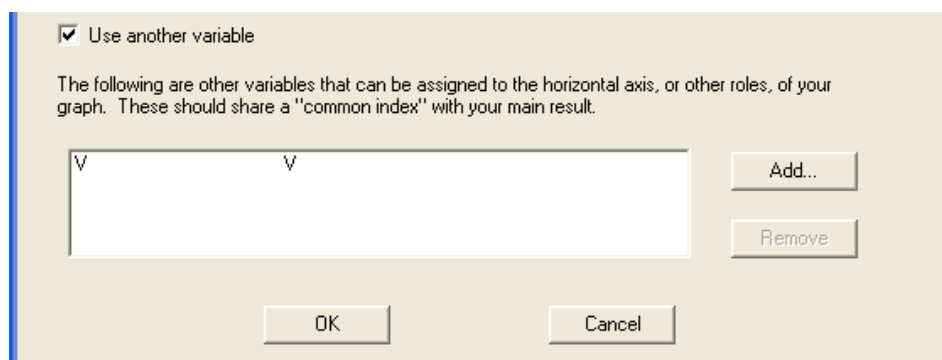 Use another variable
The following are other variables that can be assigned to the horizontal axis, or other roles, of your
graph.  These should share a "common index" with your main result.
V V
Add...
Remove
OK
Cancel